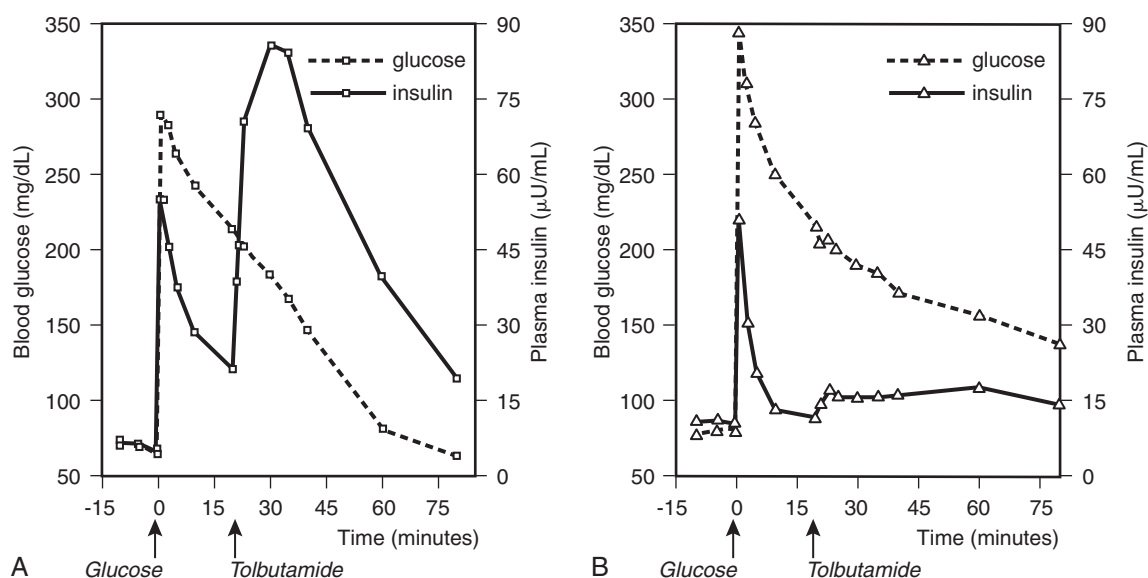 350
300
250
200
150
100
50
Blood glucose (mg/dL)
90
75
60
45
30
15
0
Plasma insulin (μU/mL)
glucose
insulin
-15 0 15 30 45 60 75
Time (minutes)
A
Glucose
Tolbutamide
350
300
250
200
150
100
50
Blood glucose (mg/dL)
90
75
60
45
30
15
0
Plasma insulin (μU/mL)
glucose
insulin
-15 0 15 30 45 60 75
Time (minutes)
B
Glucose
Tolbutamide